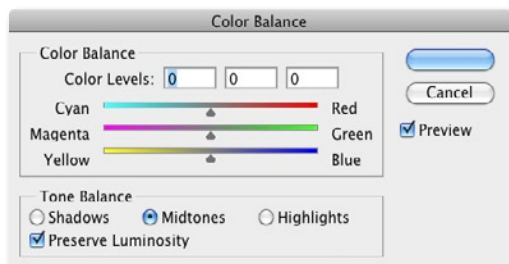 Color Balance
Color Balance
Color Levels: 0 0 0
Cyan Red
Magenta Green
Yellow Blue
Cancel
Preview
Tone Balance
Shadows Midtones Highlights
Preserve Luminosity